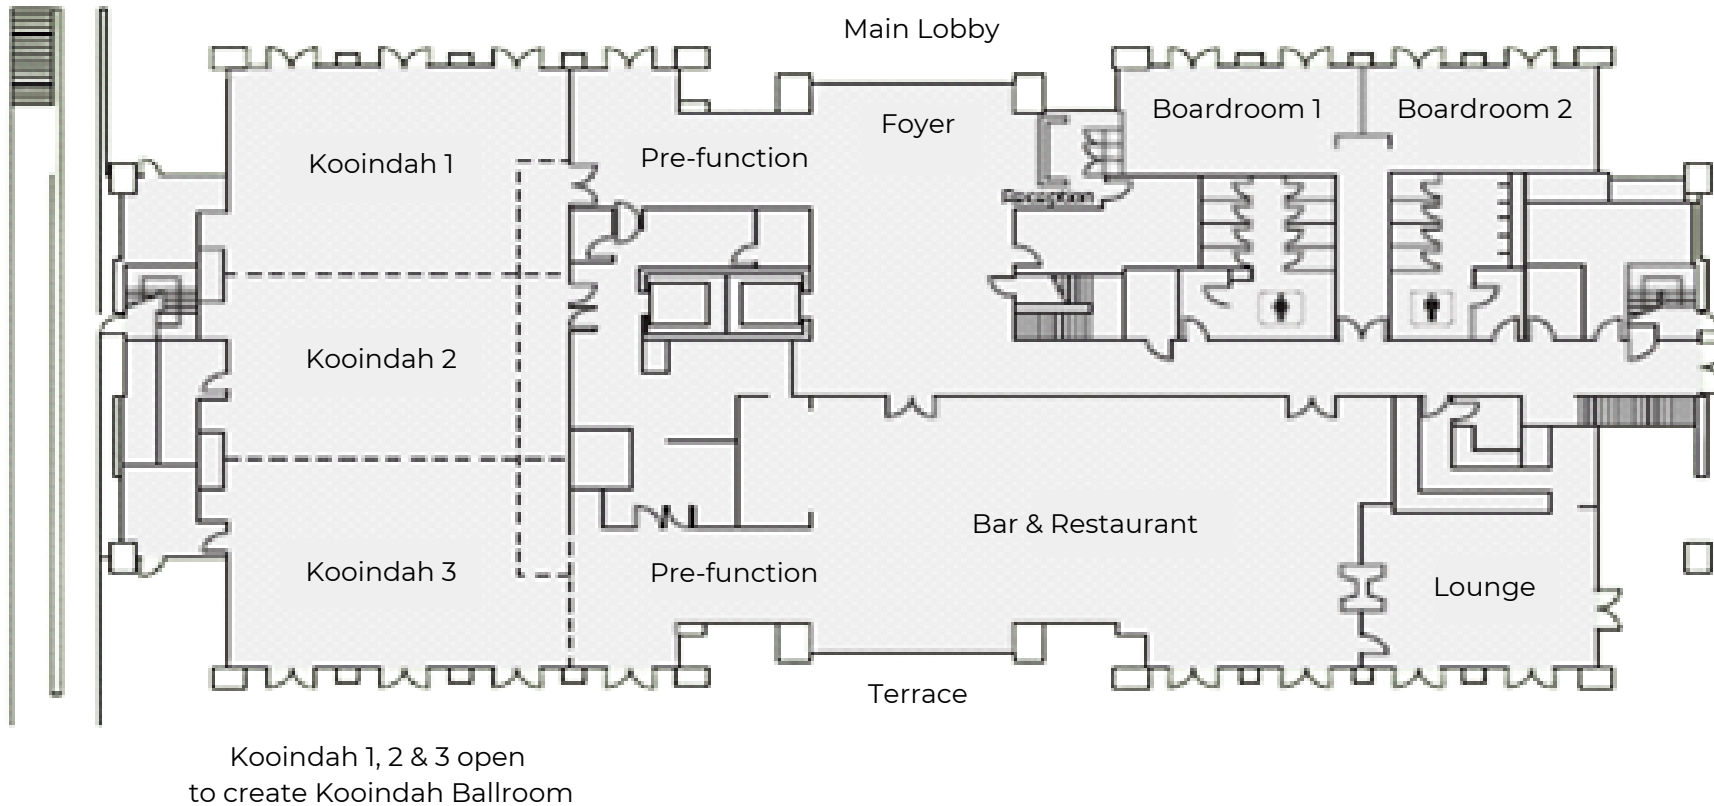 Main Lobby
Boardroom 1
Boardroom 2
Foyer
Kooindah 1
Pre-function
Reception
Kooindah 2
Bar & Restaurant
Kooindah 3
Pre-function
Lounge
Terrace
Kooindah 1, 2 & 3 open
to create Kooindah Ballroom